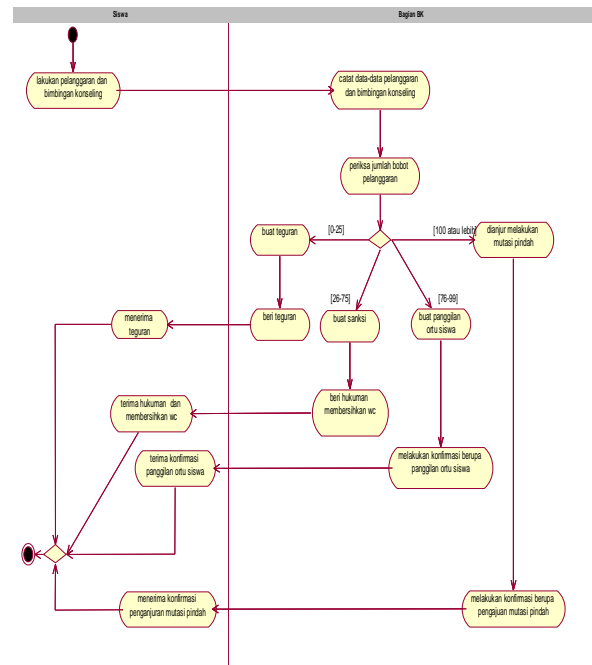 Siswa
Bagian BK
lakukan pelanggaran dan
bimbingan konseling
catat data-data pelanggaran
dan bimbingan konseling
periksa jumlah bobot
pelanggaran
buat teguran
[0-25]
[100 atau lebih]
dianjur melakukan
mutasi pindah
[26-75]
[76-99]
menerima
teguran
beri teguran
buat sanksi
buat panggilan
ortu siswa
terima hukuman dan
membersihkan wc
beri hukuman
membersihkan wc
terima konfirmasi
panggilan ortu siswa
melakukan konfirmasi berupa
panggilan ortu siswa
menerima konfirmasi
penganjuran mutasi pindah
melakukan konfirmasi berupa
pengajuan mutasi pindah